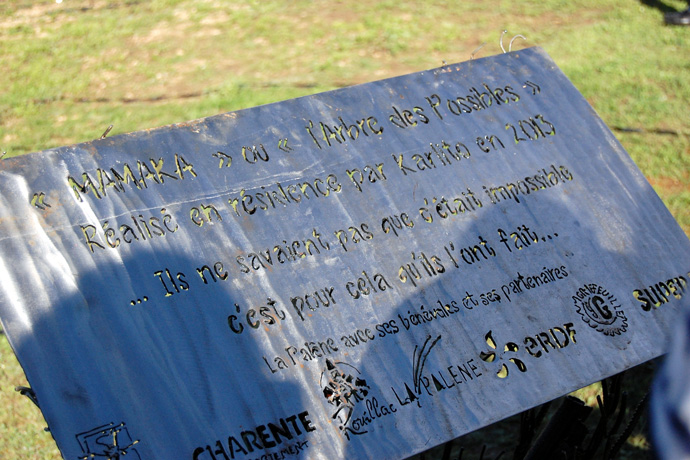 « MAMAKA » ou « l'Arbre des Possibles »
Réalisé en résidence par Karlito en 2015
... Ils ne savaient pas que c'était impossible
c'est pour cela qu'ils l'ont fait...
La Palène avec ses bénévoles et ses partenaires
CHARENTE
Rouillac
LA PALENE
eRDF
G
SUPER